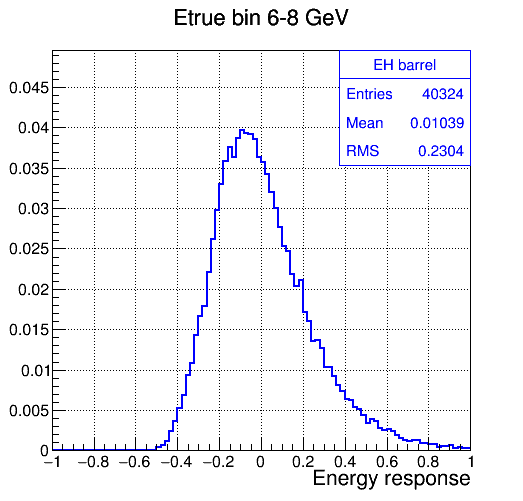 Etrue bin 6-8 GeV
EH barrel
Entries 40324
Mean 0.01039
RMS 0.2304
0.045
0.04
0.035
0.03
0.025
0.02
0.015
0.01
0.005
0
−1 −0.8 −0.6 −0.4 −0.2 0 0.2 0.4 0.6 0.8 1
Energy response